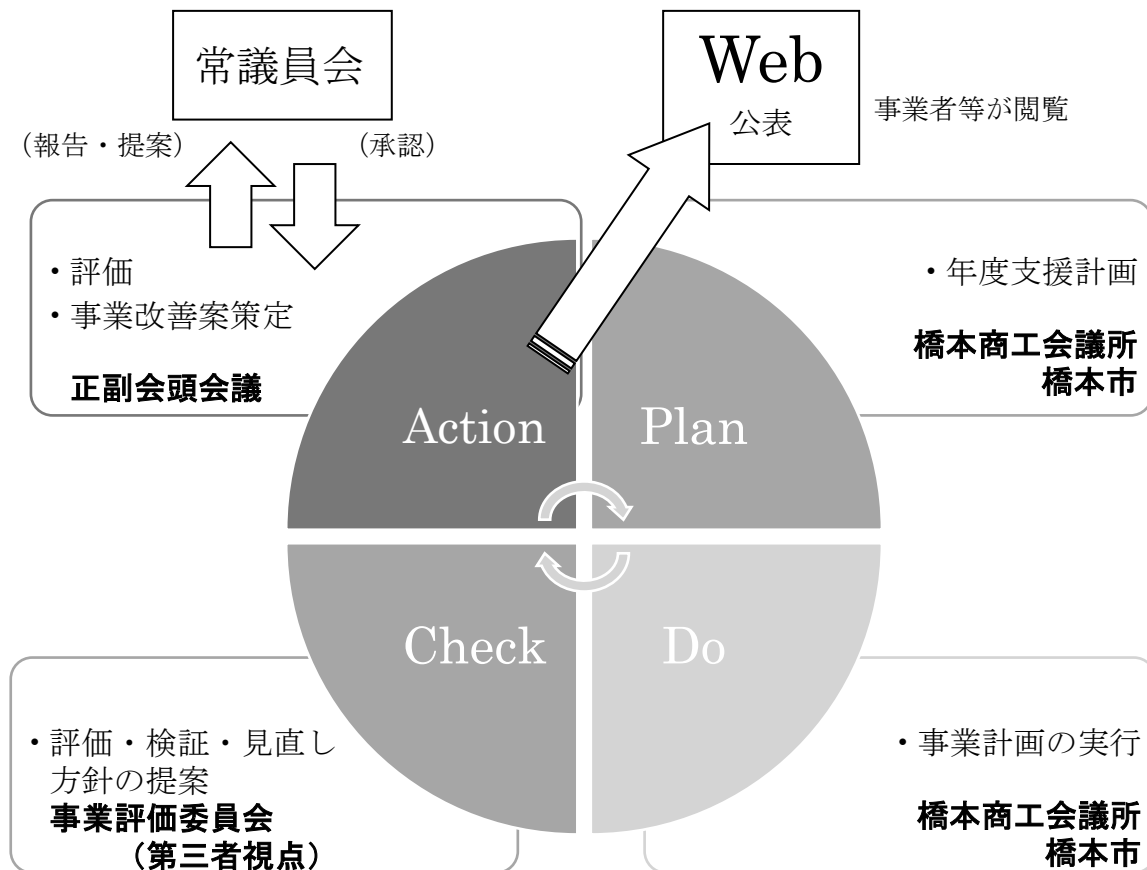 常議員会
(報告・提案)
(承認)
Web
公表
事業者等が閲覧
・評価
・事業改善案策定
正副会頭会議
・年度支援計画
橋本商工会議所
橋本市
Action
Plan
Check
Do
・評価・検証・見直し
方針の提案
事業評価委員会
(第三者視点)
・事業計画の実行
橋本商工会議所
橋本市